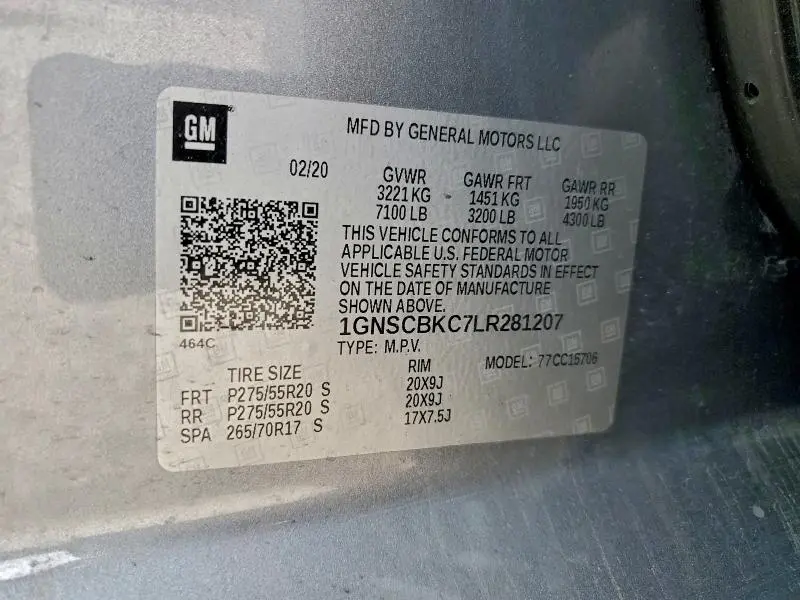 GM
MFD BY GENERAL MOTORS LLC
02/20
GVWR GAWR FRT GAWR RR
3221 KG 1451 KG 1950 KG
7100 LB 3200 LB 4300 LB
THIS VEHICLE CONFORMS TO ALL
APPLICABLE U.S. FEDERAL MOTOR
VEHICLE SAFETY STANDARDS IN EFFECT
ON THE DATE OF MANUFACTURE
SHOWN ABOVE.
1GNSCBKC7LR281207
464C
TYPE: M.P.V. MODEL: 77CC15706
TIRE SIZE RIM
FRT P275/55R20 S 20X9J
RR P275/55R20 S 20X9J
SPA 265/70R17 S 17X7.5J